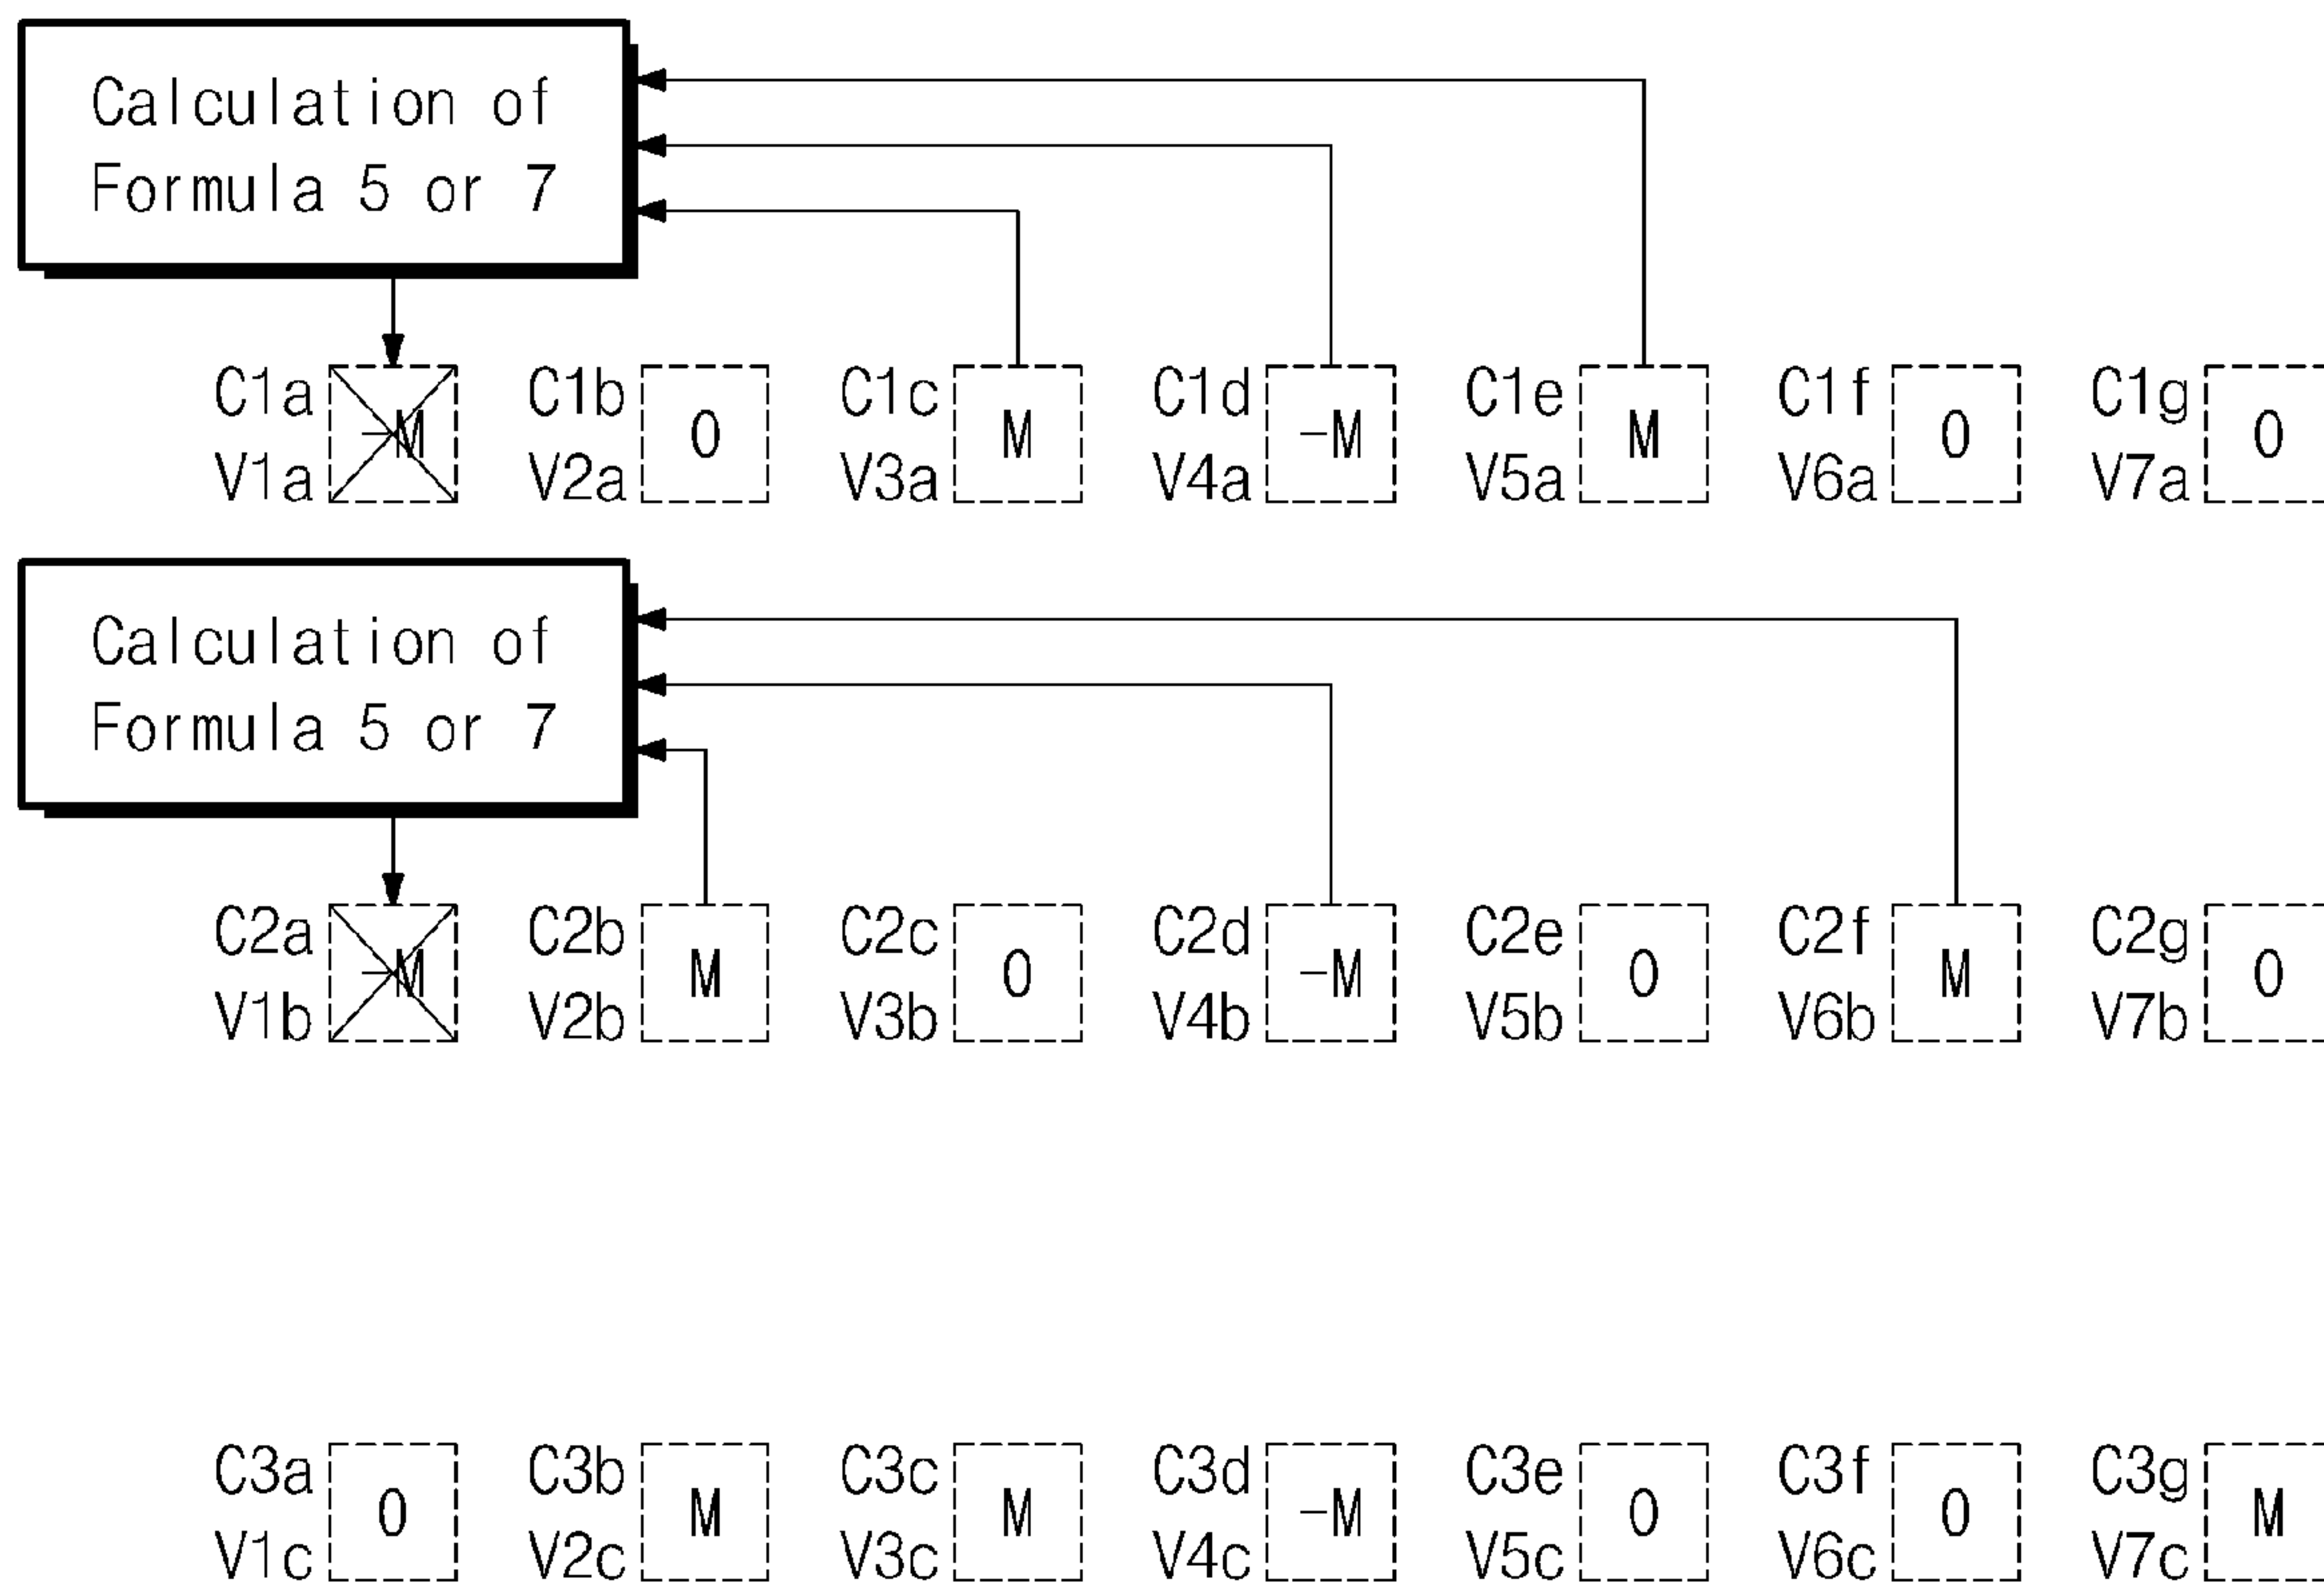 Calculation of
Formula 5 or 7
C1a -M C1b 0 C1c M C1d -M C1e M C1f 0 C1g 0
V1a V2a V3a V4a V5a V6a V7a
Calculation of
Formula 5 or 7
C2a -M C2b M C2c 0 C2d -M C2e 0 C2f M C2g 0
V1b V2b V3b V4b V5b V6b V7b
C3a 0 C3b M C3c M C3d -M C3e 0 C3f 0 C3g M
V1c V2c V3c V4c V5c V6c V7c